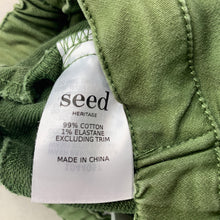 seed
HERITAGE
99% COTTON
1% ELASTANE
EXCLUDING TRIM
MADE IN CHINA